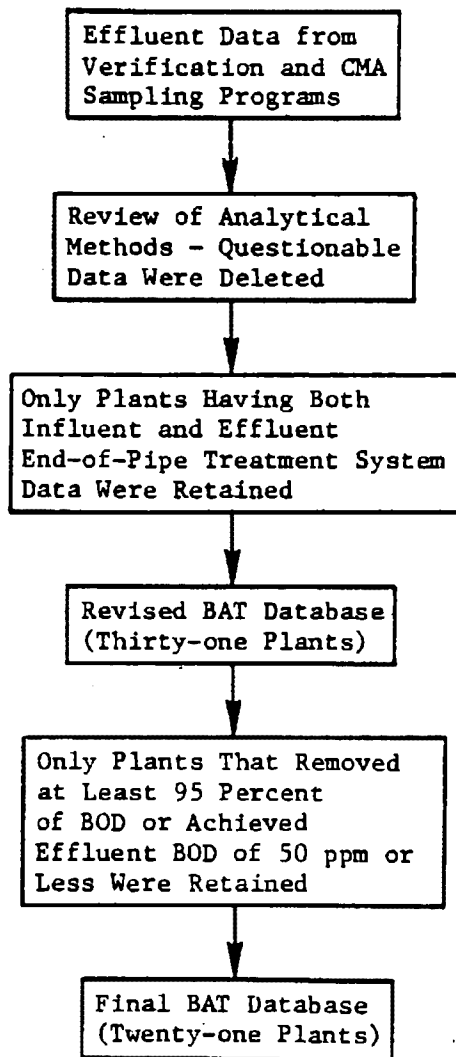 Effluent Data from
Verification and CMA
Sampling Programs
Review of Analytical
Methods - Questionable
Data Were Deleted
Only Plants Having Both
Influent and Effluent
End-of-Pipe Treatment System
Data Were Retained
Revised BAT Database
(Thirty-one Plants)
Only Plants That Removed
at Least 95 Percent
of BOD or Achieved
Effluent BOD of 50 ppm or
Less Were Retained
Final BAT Database
(Twenty-one Plants)